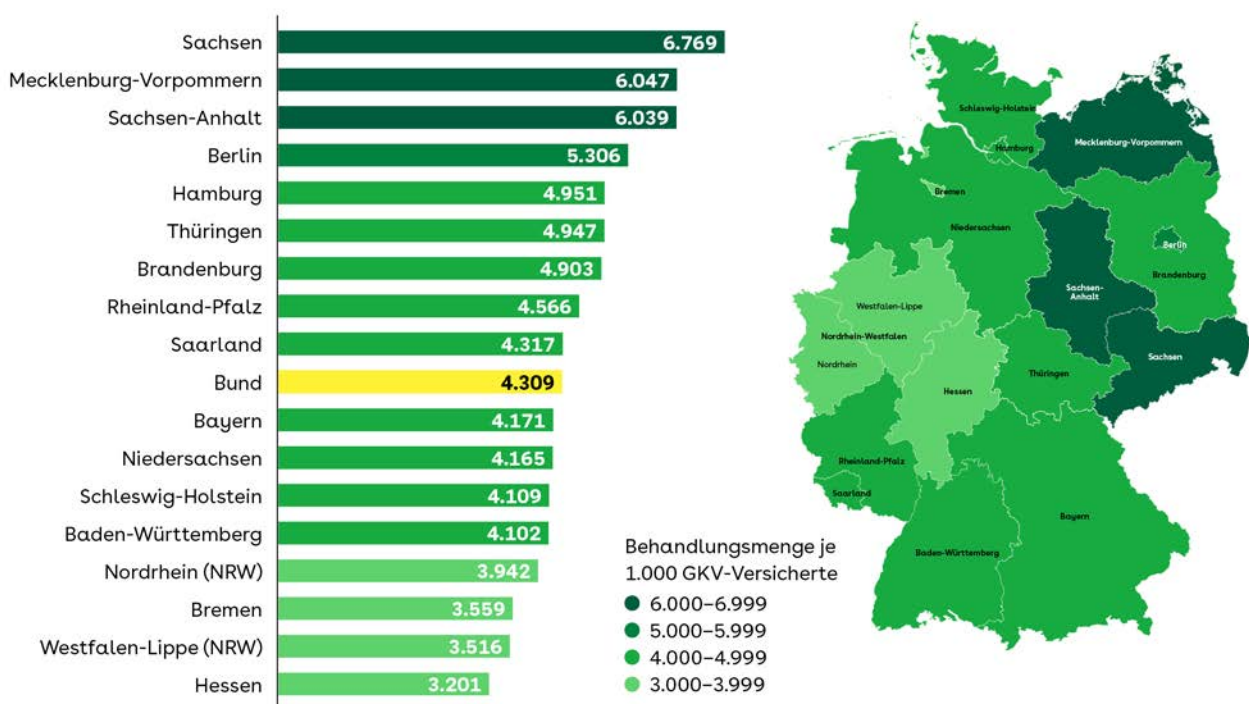 Sachsen 6.769
Mecklenburg-Vorpommern 6.047
Sachsen-Anhalt 6.039
Berlin 5.306
Hamburg 4.951
Thüringen 4.947
Brandenburg 4.903
Rheinland-Pfalz 4.566
Saarland 4.317
Bund 4.309
Bayern 4.171
Niedersachsen 4.165
Schleswig-Holstein 4.109
Baden-Württemberg 4.102
Nordrhein (NRW) 3.942
Bremen 3.559
Westfalen-Lippe (NRW) 3.516
Hessen 3.201
Behandlungsmenge je
1.000 GKV-Versicherte
6.000–6.999
5.000–5.999
4.000–4.999
3.000–3.999
Schleswig-Holstein
Mecklenburg-Vorpommern
Hamburg
Bremen
Niedersachsen
Berlin
Brandenburg
Sachsen-
Anhalt
Westfalen-Lippe
Nordrhein-Westfalen
Nordrhein
Sachsen
Thüringen
Hessen
Rheinland-Pfalz
Saarland
Bayern
Baden-Württemberg